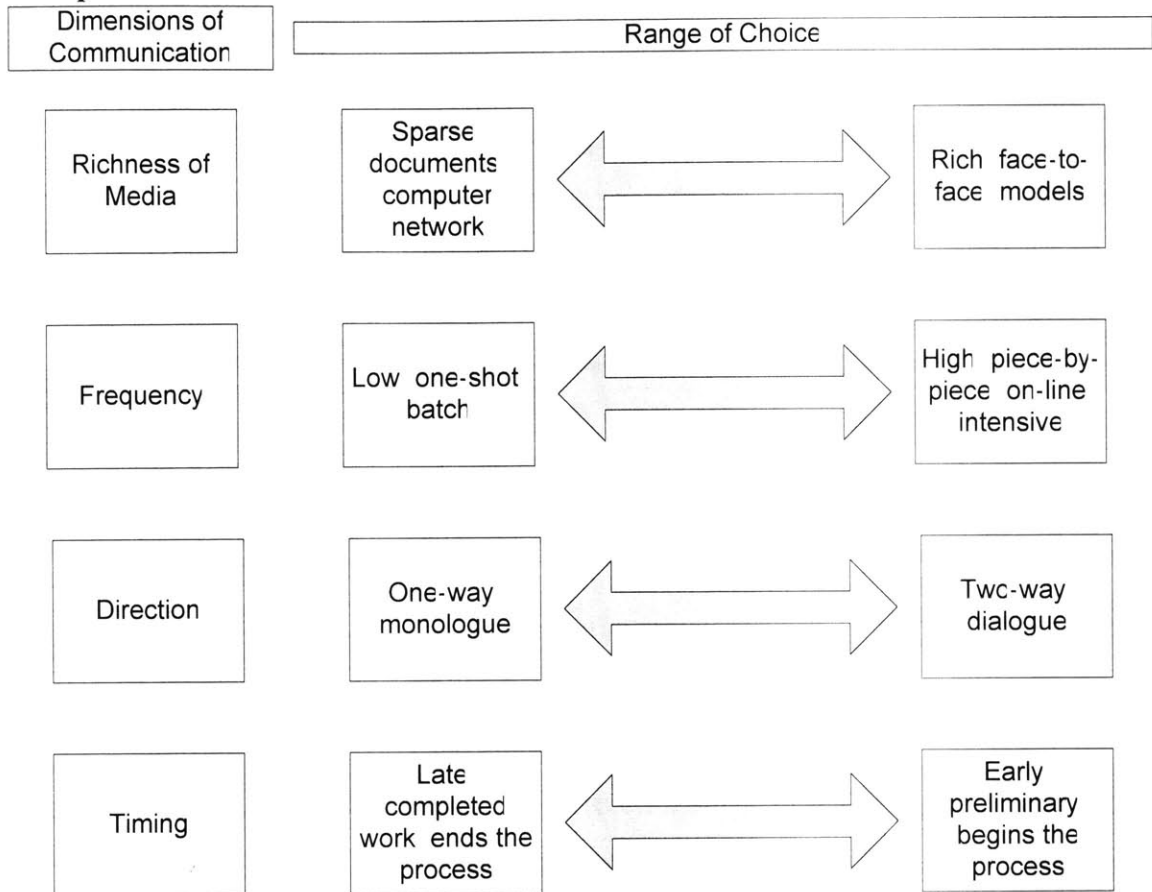 Dimensions of
Communication
Range of Choice
Richness of
Media
Sparse
documents
computer
network
Rich face-to-
face models
Frequency
Low one-shot
batch
High piece-by-
piece on-line
intensive
Direction
One-way
monologue
Two-way
dialogue
Timing
Late
completed
work ends the
process
Early
preliminary
begins the
process